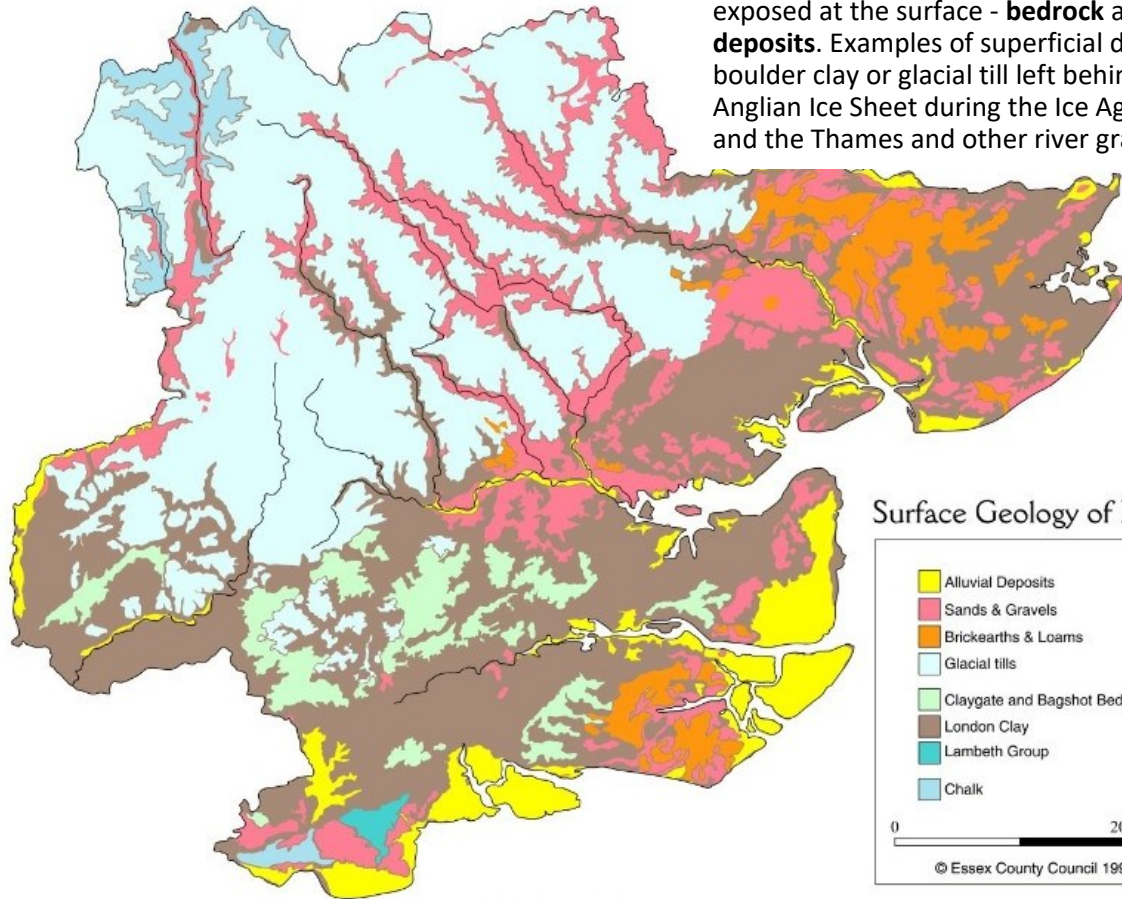 exposed at the surface - bedrock a
deposits. Examples of superficial d
boulder clay or glacial till left behin
Anglian Ice Sheet during the Ice Ag
and the Thames and other river gra
Surface Geology of
Alluvial Deposits
Sands & Gravels
Brickearths & Loams
Glacial tills
Claygate and Bagshot Bed
London Clay
Lambeth Group
Chalk
0 20
© Essex County Council 199